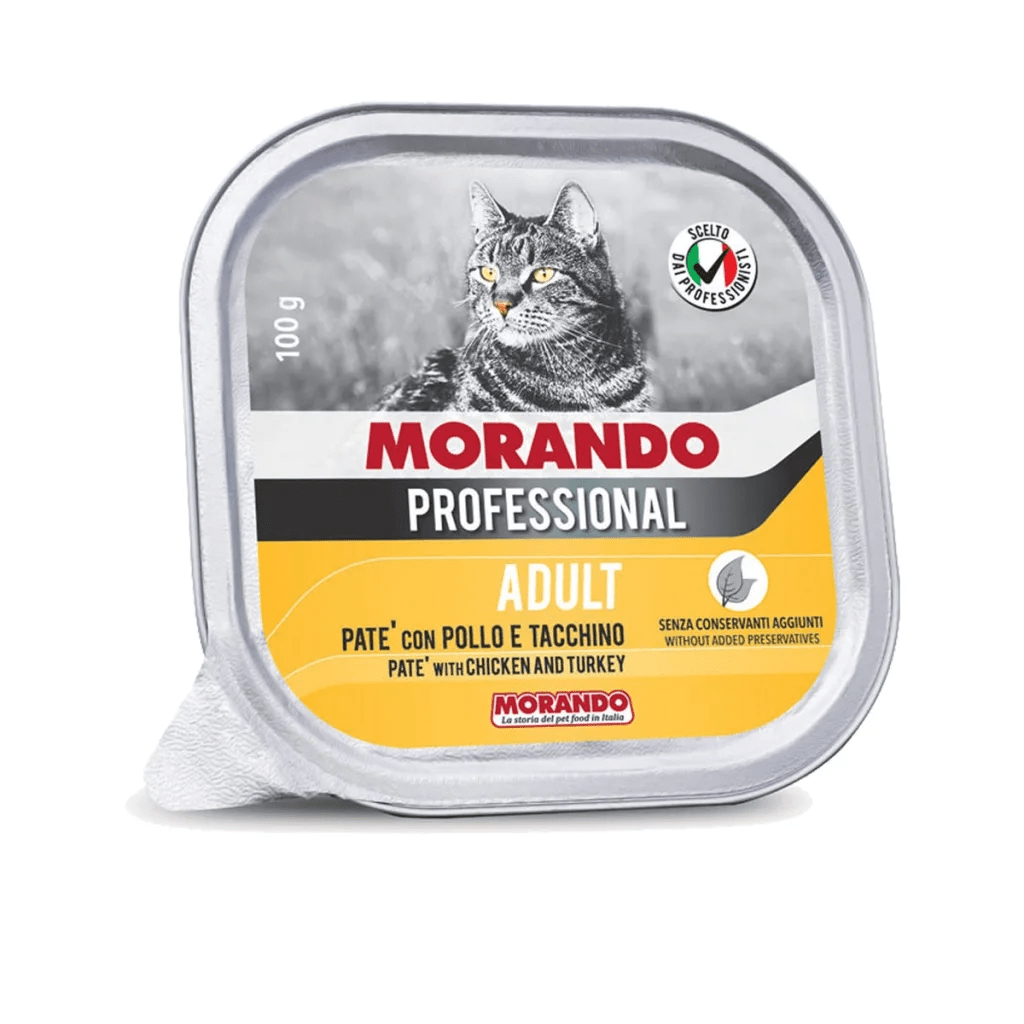 SCELTO
DAI PROFESSIONISTI
100 g
MORANDO
PROFESSIONAL
ADULT
PATE' CON POLLO E TACCHINO
PATE' WITH CHICKEN AND TURKEY
SENZA CONSERVANTI AGGIUNTI
WITHOUT ADDED PRESERVATIVES
MORANDO
La storia del pet food in Italia